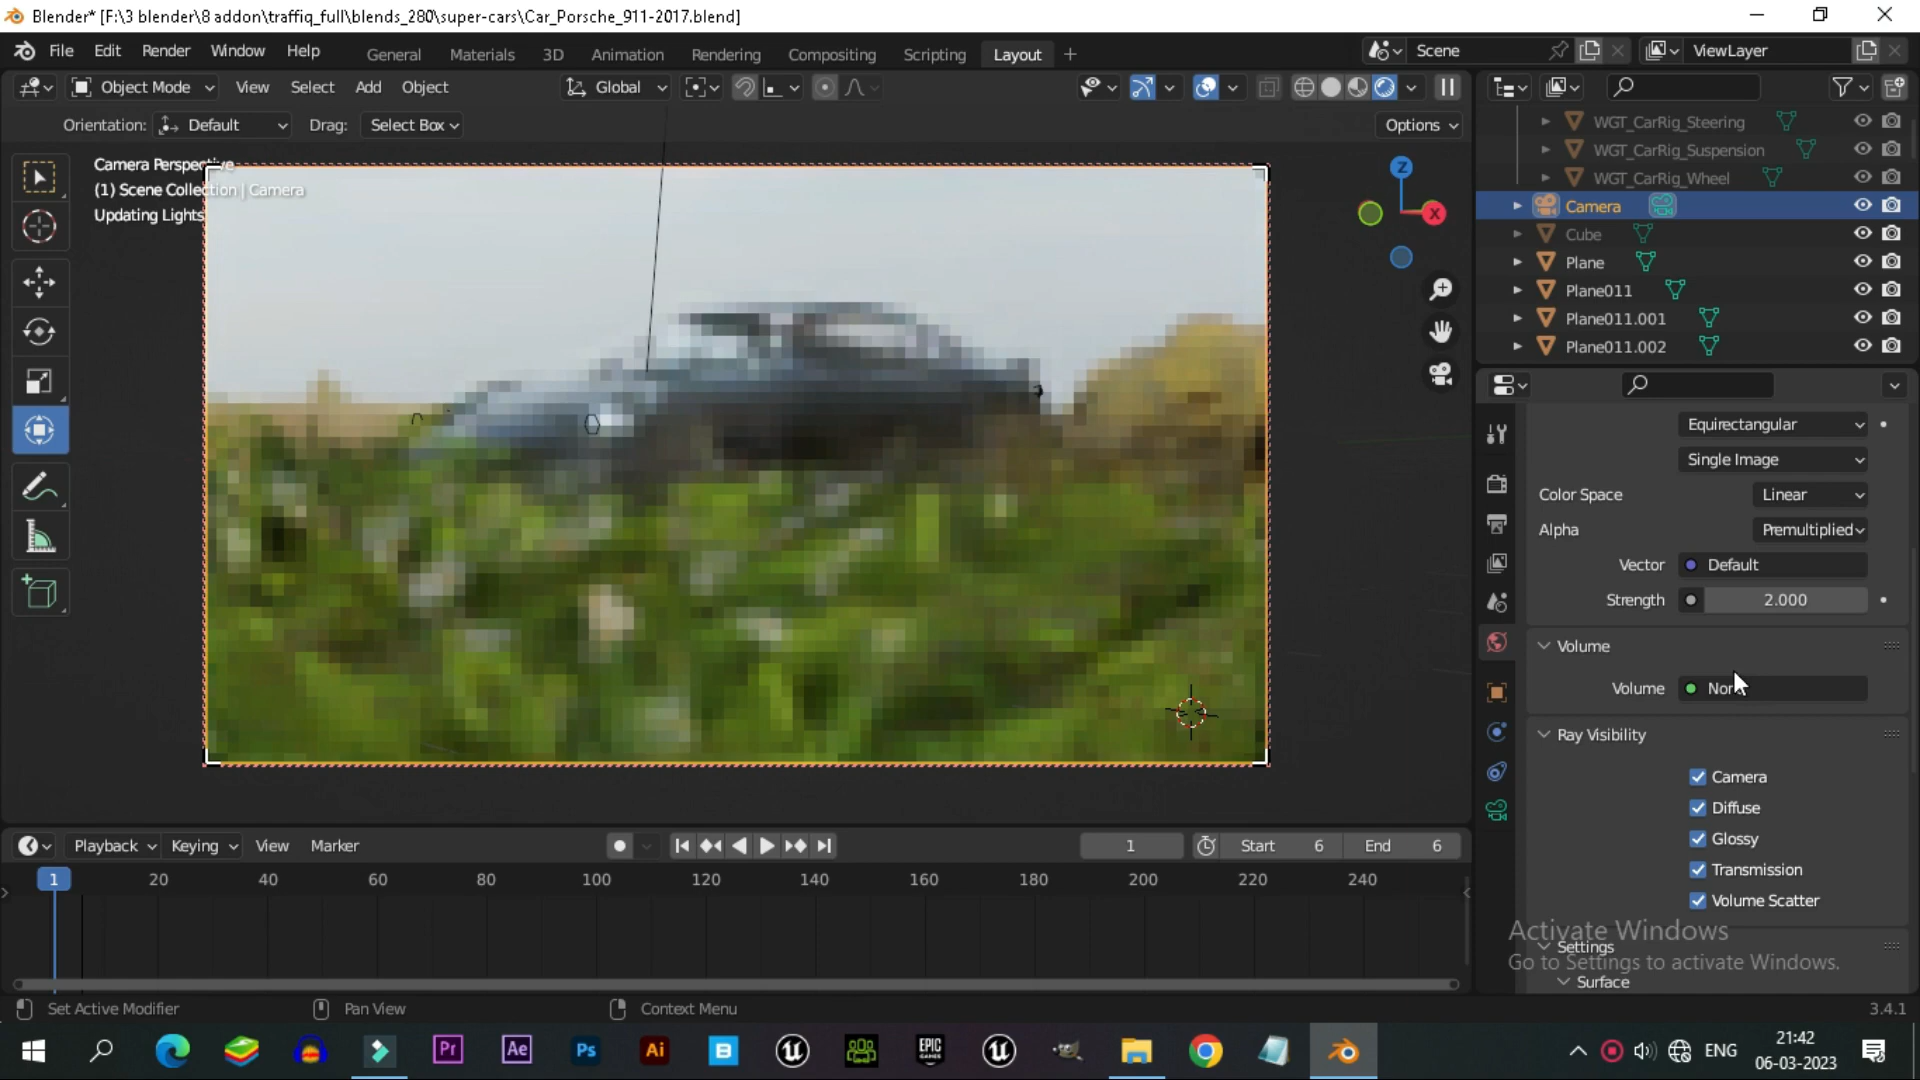 Blender* [F:\3 blender\8 addon\traffiq_full\blends_280\super-cars\Car_Porsche_911-2017.blend]
File Edit Render Window Help General Materials 3D Animation Rendering Compositing Scripting Layout + Scene ViewLayer
Object Mode View Select Add Object Global
Orientation: Default Drag: Select Box Options
Camera Perspective
(1) Scene Collection | Camera
Updating Lights
Z
X
WGT_CarRig_Steering
WGT_CarRig_Suspension
WGT_CarRig_Wheel
Camera
Cube
Plane
Plane011
Plane011.001
Plane011.002
Equirectangular
Single Image
Color Space Linear
Alpha Premultiplied
Vector Default
Strength 2.000
Volume
Volume
Ray Visibility
Camera
Diffuse
Glossy
Transmission
Volume Scatter
Settings
Surface
Activate Windows
Go to Settings to activate Windows.
Playback Keying View Marker 1 Start 6 End 6
1 20 40 60 80 100 120 140 160 180 200 220 240
Set Active Modifier Pan View Context Menu 3.4.1
Pr Ae Ps Ai B EPIC GAMES ENG 21:42
06-03-2023